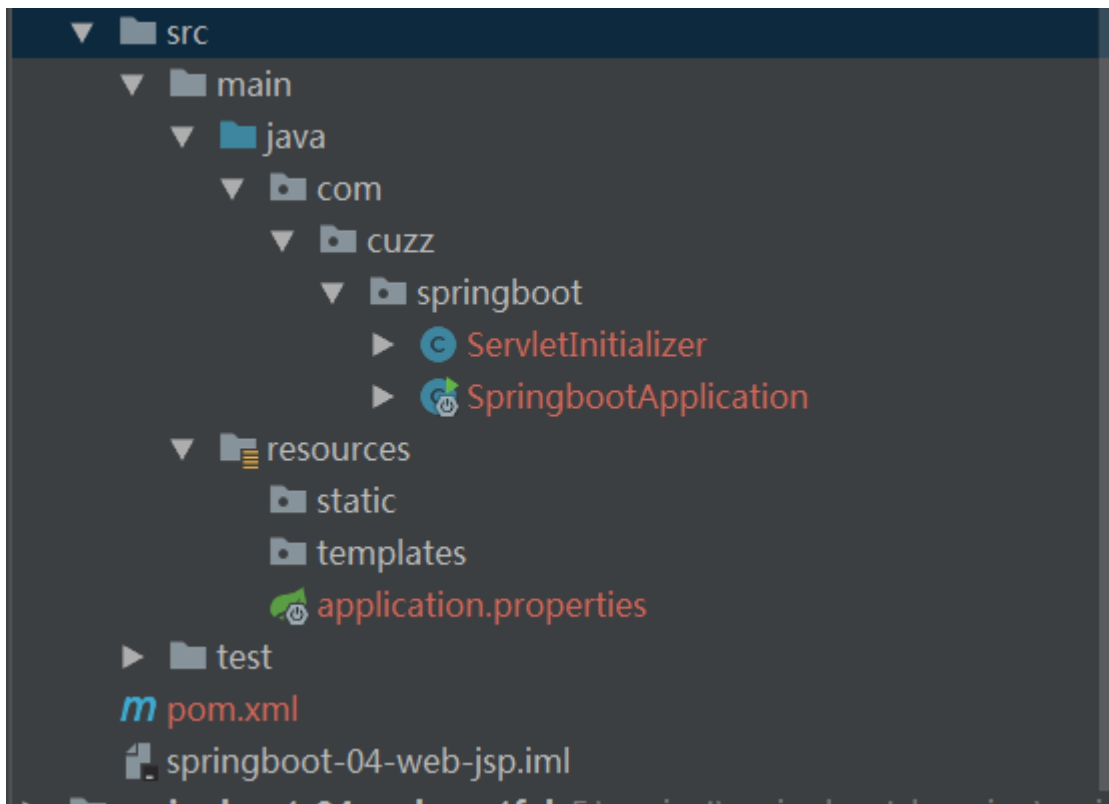 src
main
java
com
cuzz
springboot
ServletInitializer
SpringbootApplication
resources
static
templates
application.properties
test
pom.xml
springboot-04-web-jsp.iml